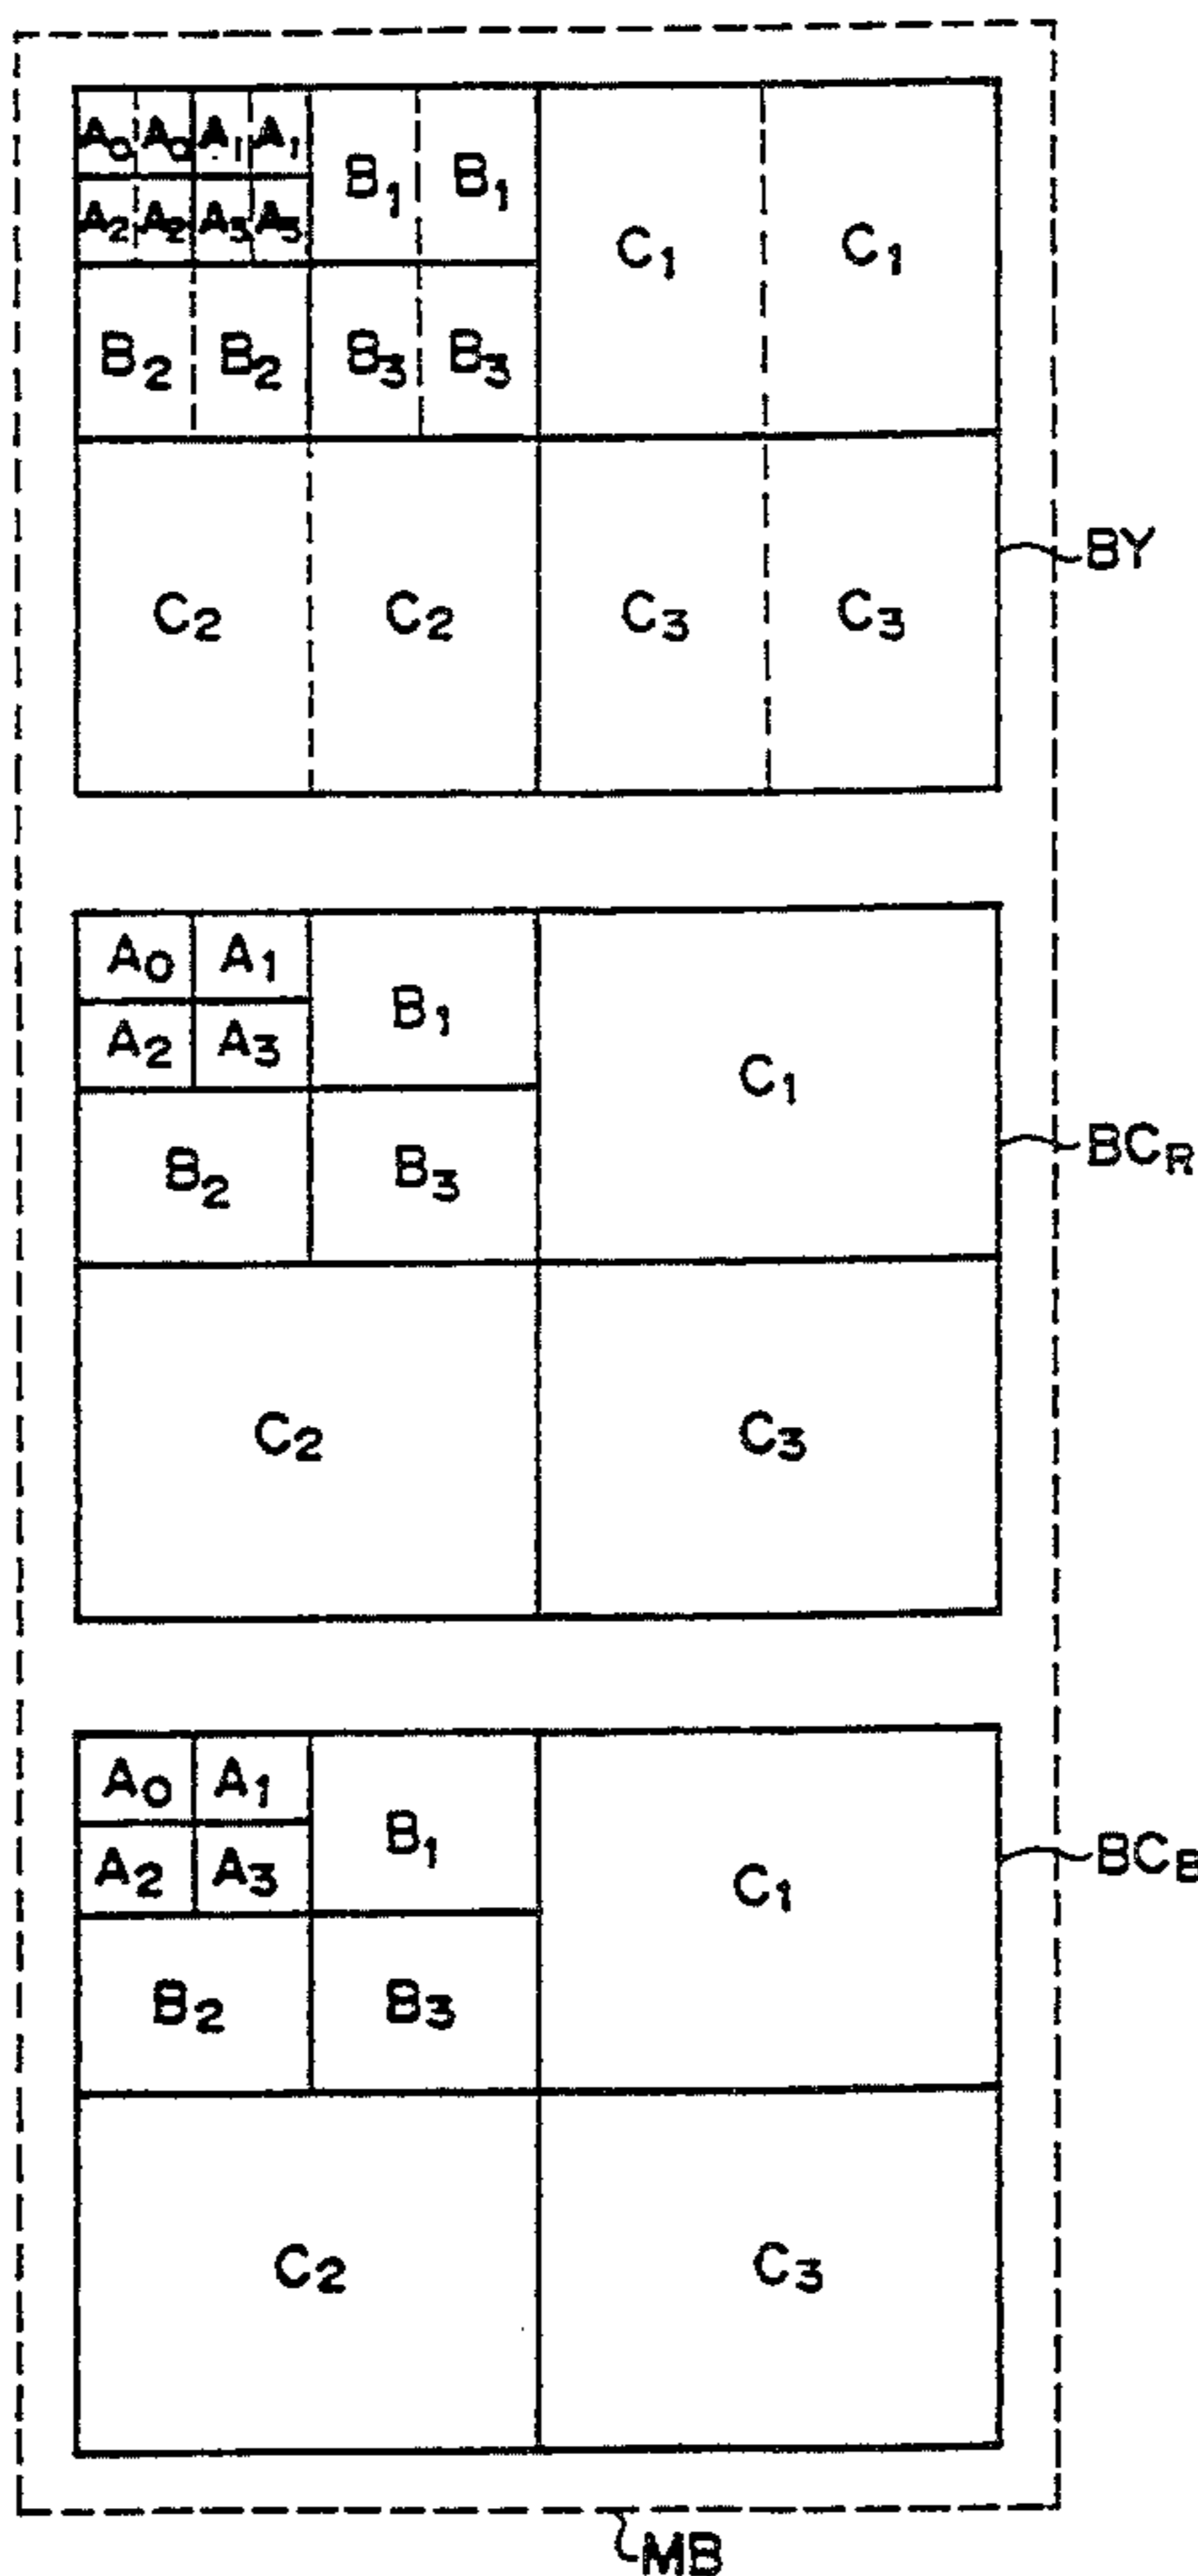 A₀ A₀ A₁ A₁ B₁ B₁ C₁ C₁
A₂ A₂ A₃ A₃
B₂ B₂ B₃ B₃
BY
C₂ C₂ C₃ C₃
A₀ A₁ B₁ C₁
A₂ A₃
B₂ B₃
BCR
C₂ C₃
A₀ A₁ B₁ C₁
A₂ A₃
BCB
B₂ B₃
C₂ C₃
MB